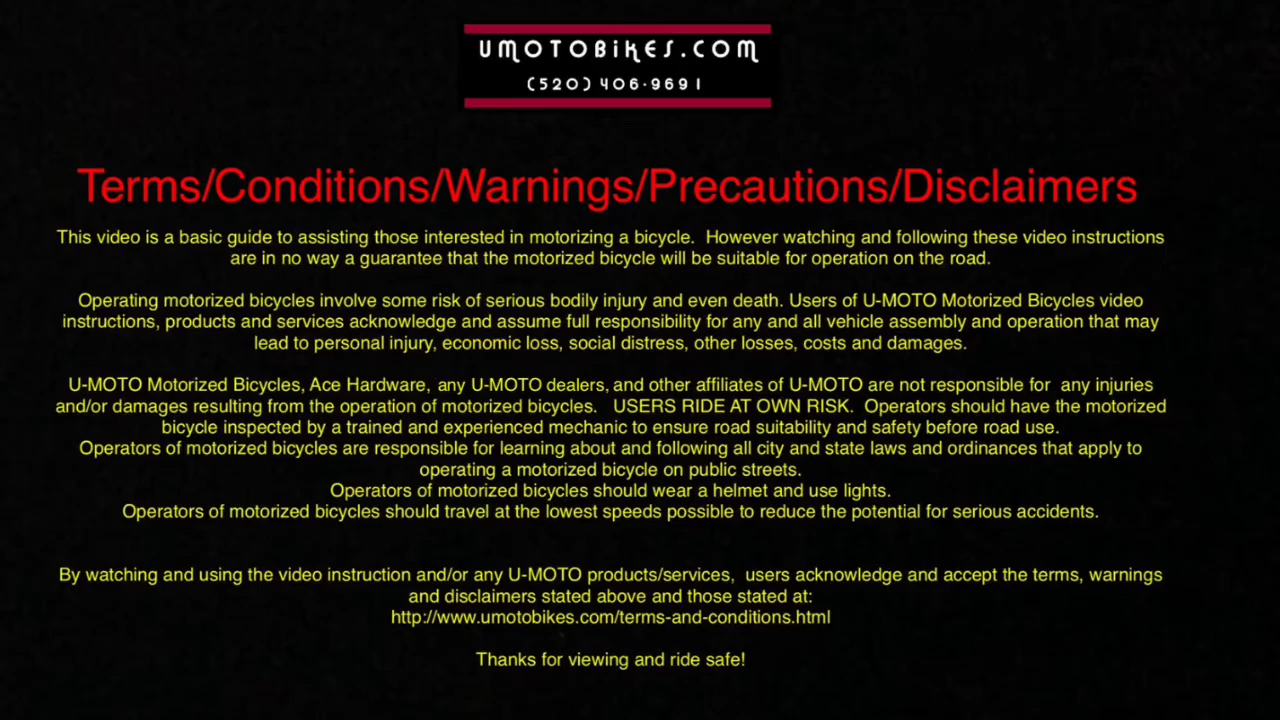 UMOTOBIKES.COM
(520) 406-9691
Terms/Conditions/Warnings/Precautions/Disclaimers
This video is a basic guide to assisting those interested in motorizing a bicycle.  However watching and following these video instructions
are in no way a guarantee that the motorized bicycle will be suitable for operation on the road.
Operating motorized bicycles involve some risk of serious bodily injury and even death. Users of U-MOTO Motorized Bicycles video
instructions, products and services acknowledge and assume full responsibility for any and all vehicle assembly and operation that may
lead to personal injury, economic loss, social distress, other losses, costs and damages.
U-MOTO Motorized Bicycles, Ace Hardware, any U-MOTO dealers, and other affiliates of U-MOTO are not responsible for  any injuries
and/or damages resulting from the operation of motorized bicycles.   USERS RIDE AT OWN RISK.  Operators should have the motorized
bicycle inspected by a trained and experienced mechanic to ensure road suitability and safety before road use.
Operators of motorized bicycles are responsible for learning about and following all city and state laws and ordinances that apply to
operating a motorized bicycle on public streets.
Operators of motorized bicycles should wear a helmet and use lights.
Operators of motorized bicycles should travel at the lowest speeds possible to reduce the potential for serious accidents.
By watching and using the video instruction and/or any U-MOTO products/services,  users acknowledge and accept the terms, warnings
and disclaimers stated above and those stated at:
http://www.umotobikes.com/terms-and-conditions.html
Thanks for viewing and ride safe!